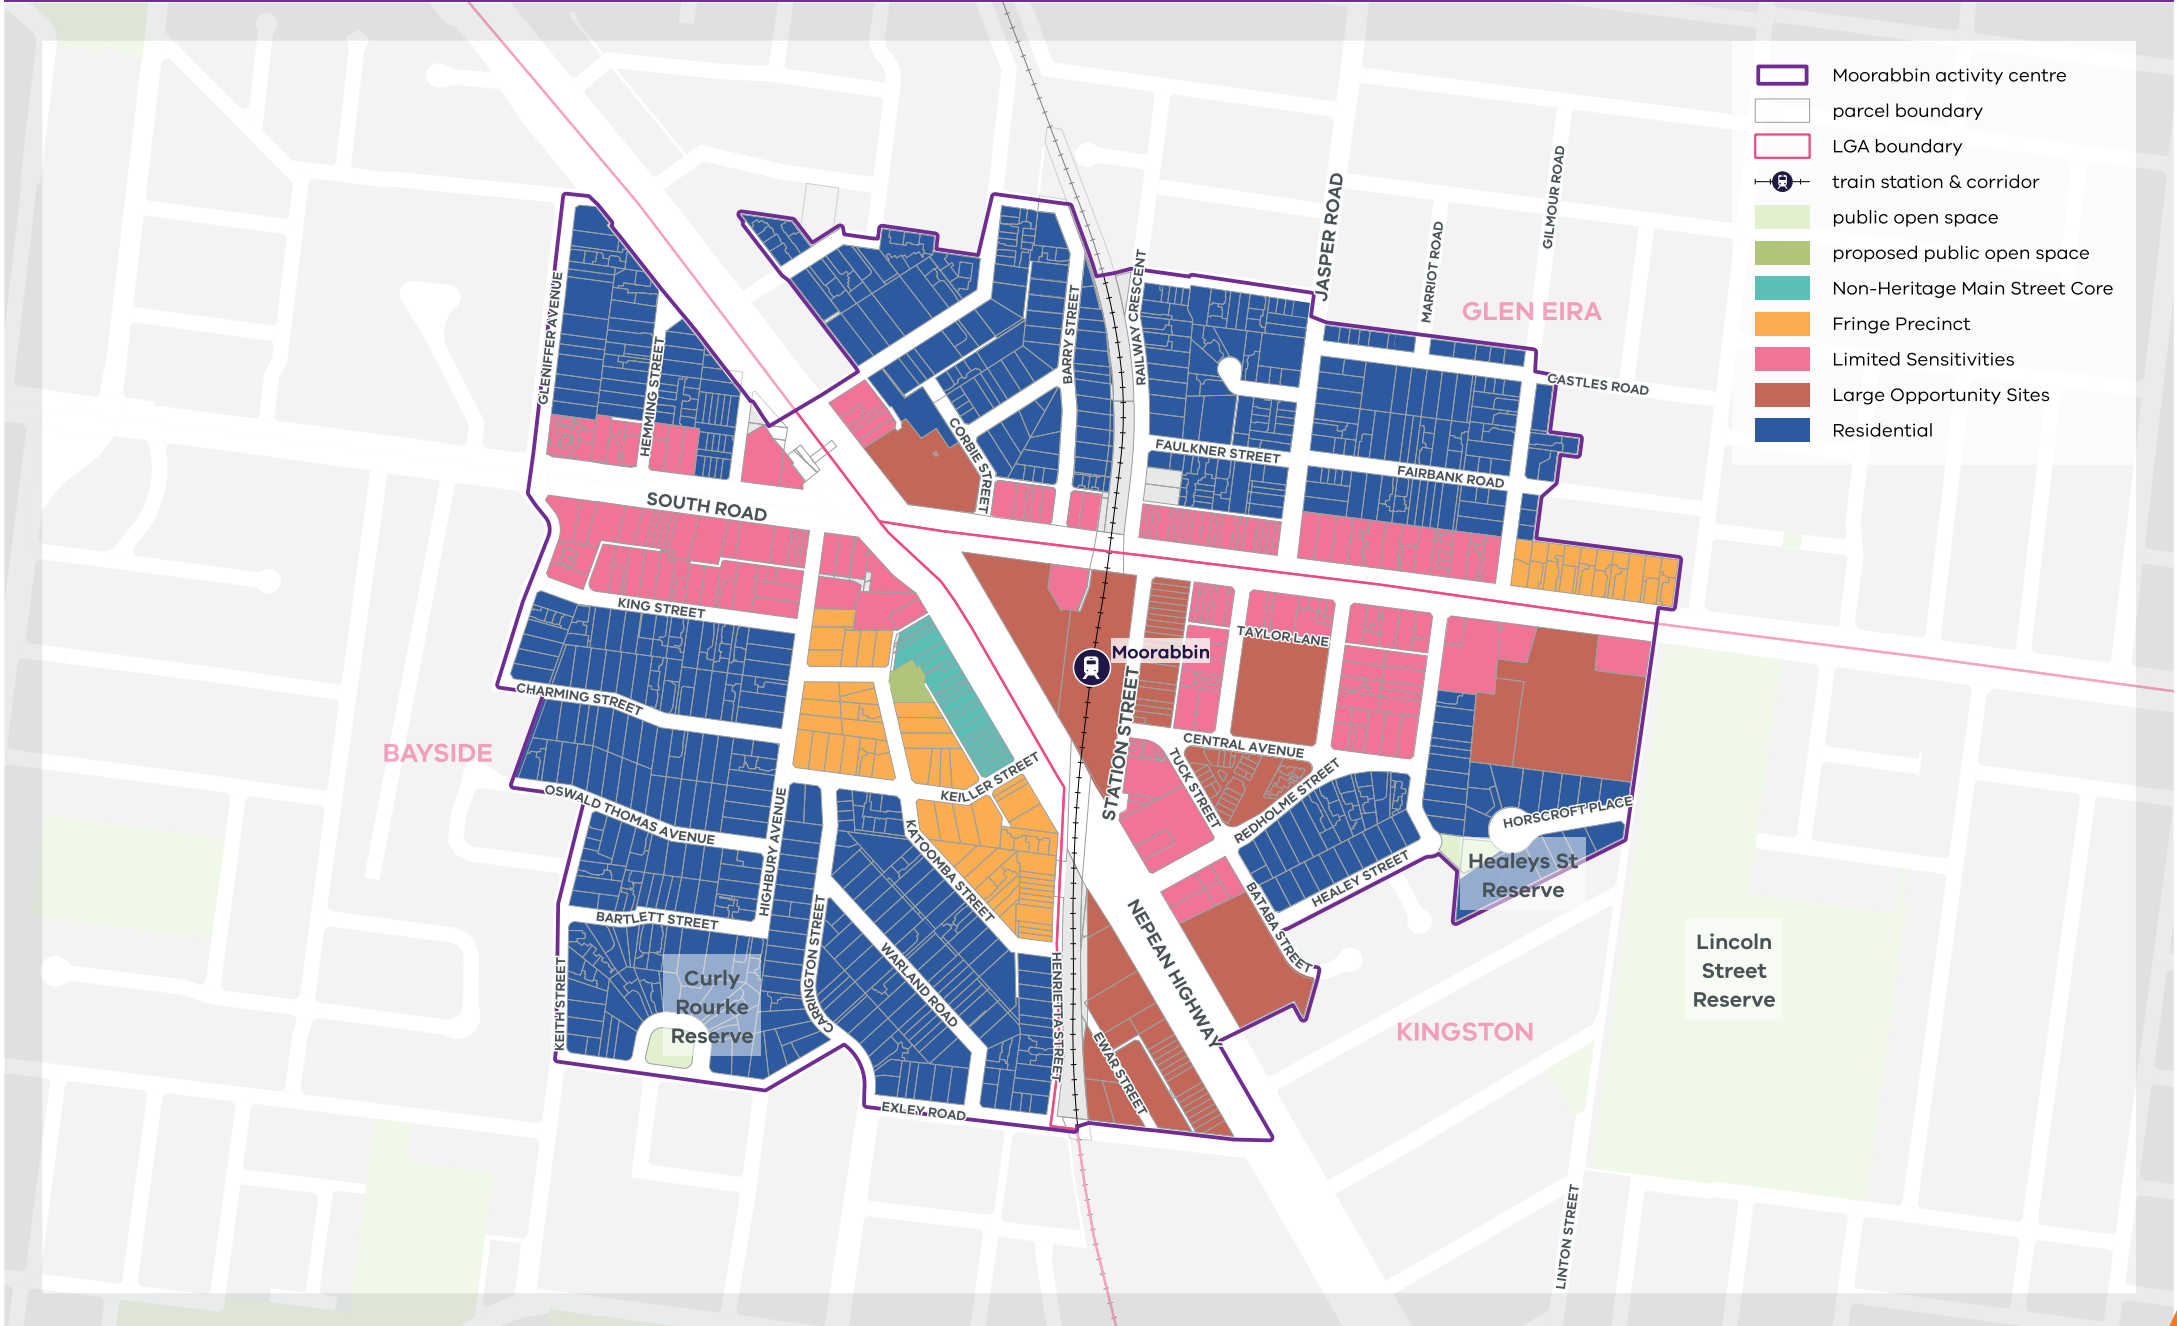 Moorabbin activity centre
parcel boundary
LGA boundary
train station & corridor
public open space
proposed public open space
Non-Heritage Main Street Core
Fringe Precinct
Limited Sensitivities
Large Opportunity Sites
Residential
GILMOUR ROAD
JASPER ROAD
MARRIOT ROAD
GLEN EIRA
RAILWAY CRESCENT
BARRY STREET
GLENIFFER AVENUE
HEMMING STREET
CASTLES ROAD
CORBIE STREET
FAULKNER STREET
FAIRBANK ROAD
SOUTH ROAD
KING STREET
TAYLOR LANE
Moorabbin
CHARMING STREET
STATION STREET
CENTRAL AVENUE
BAYSIDE
TUCK STREET
REDHOLME STREET
KEILLER STREET
OSWALD THOMAS AVENUE
HIGHBURY AVENUE
HORSCROFT PLACE
KATOOMBA STREET
Healeys St
Reserve
HEALEY STREET
BATABA STREET
BARTLETT STREET
CARRINGTON STREET
WARLAND ROAD
NEPEAN HIGHWAY
Lincoln
Street
Reserve
KEITH STREET
Curly
Rourke
Reserve
HENRIETTA STREET
KINGSTON
EWAR STREET
EXLEY ROAD
LINTON STREET